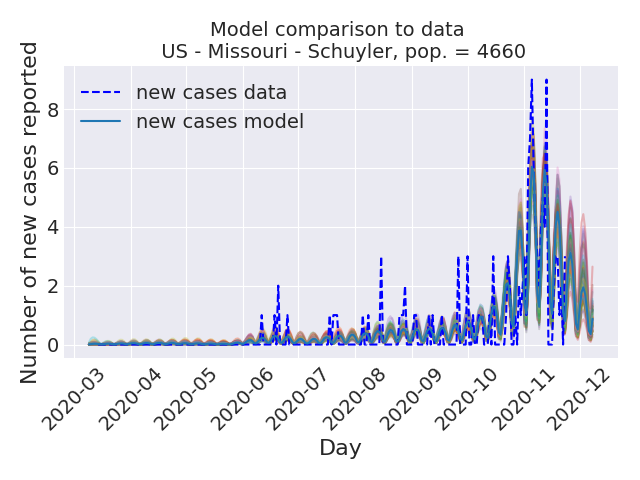 Model comparison to data
US - Missouri - Schuyler, pop. = 4660
Number of new cases reported
8
6
4
2
0
new cases data
new cases model
2020-03
2020-04
2020-05
2020-06
2020-07
2020-08
2020-09
2020-10
2020-11
2020-12
Day